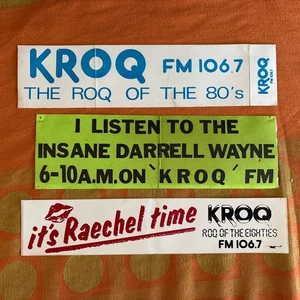 KROQ FM 106.7
THE ROQ OF THE 80's
KROQ
I LISTEN TO THE
INSANE DARRELL WAYNE
6-10A.M.ON `KROQ' FM
it's Raechel time
KROQ
ROQ OF THE EIGHTIES
FM 106.7